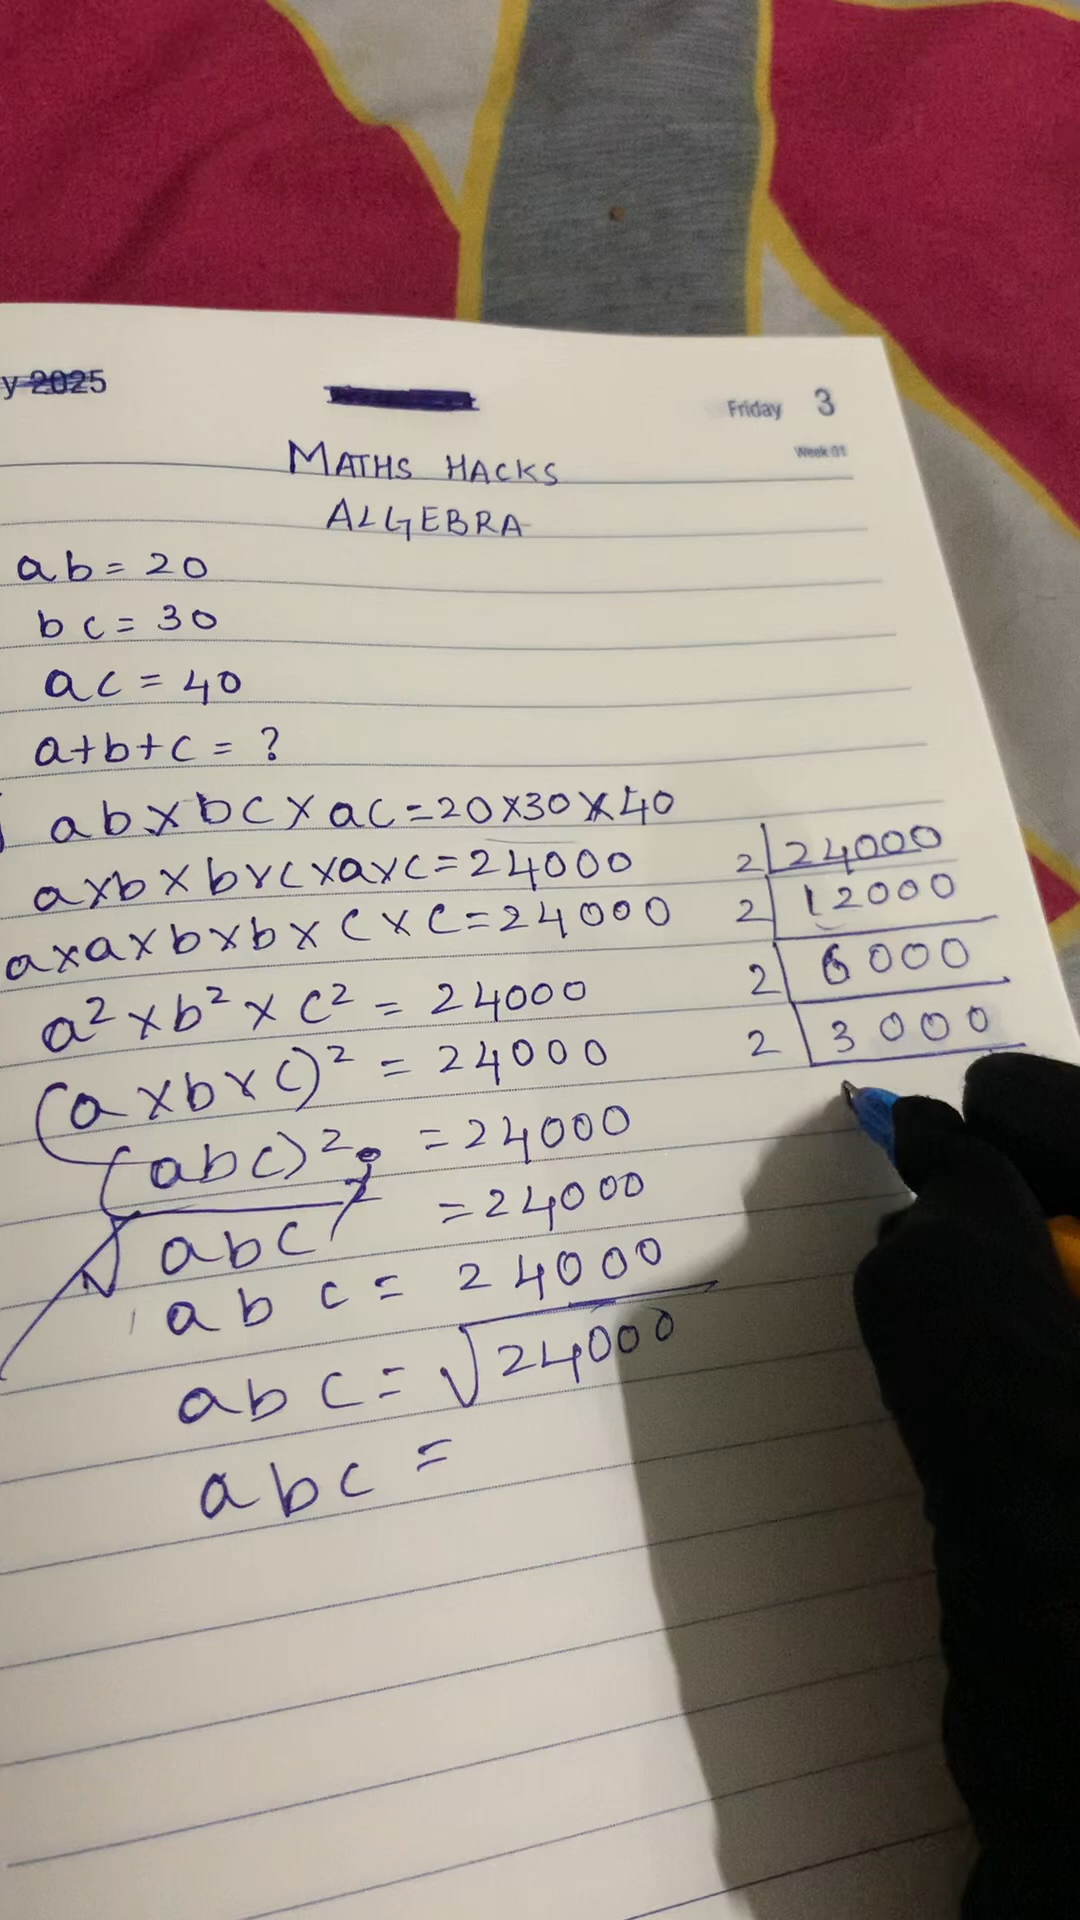 y 2025
Friday 3
Week 01
MATHS HACKS
ALGEBRA
ab = 20
bc = 30
ac = 40
a+b+c = ?
ab×bc×ac=20×30×40
a×b×b×c×a×c=24000
a×a×b×b×c×c=24000
a²×b²×c² = 24000
(a×b×c)² = 24000
(abc)² = 24000
√abc = 24000
abc = 24000
abc = √24000
abc =
2 24000
2 12000
2 6000
2 3000